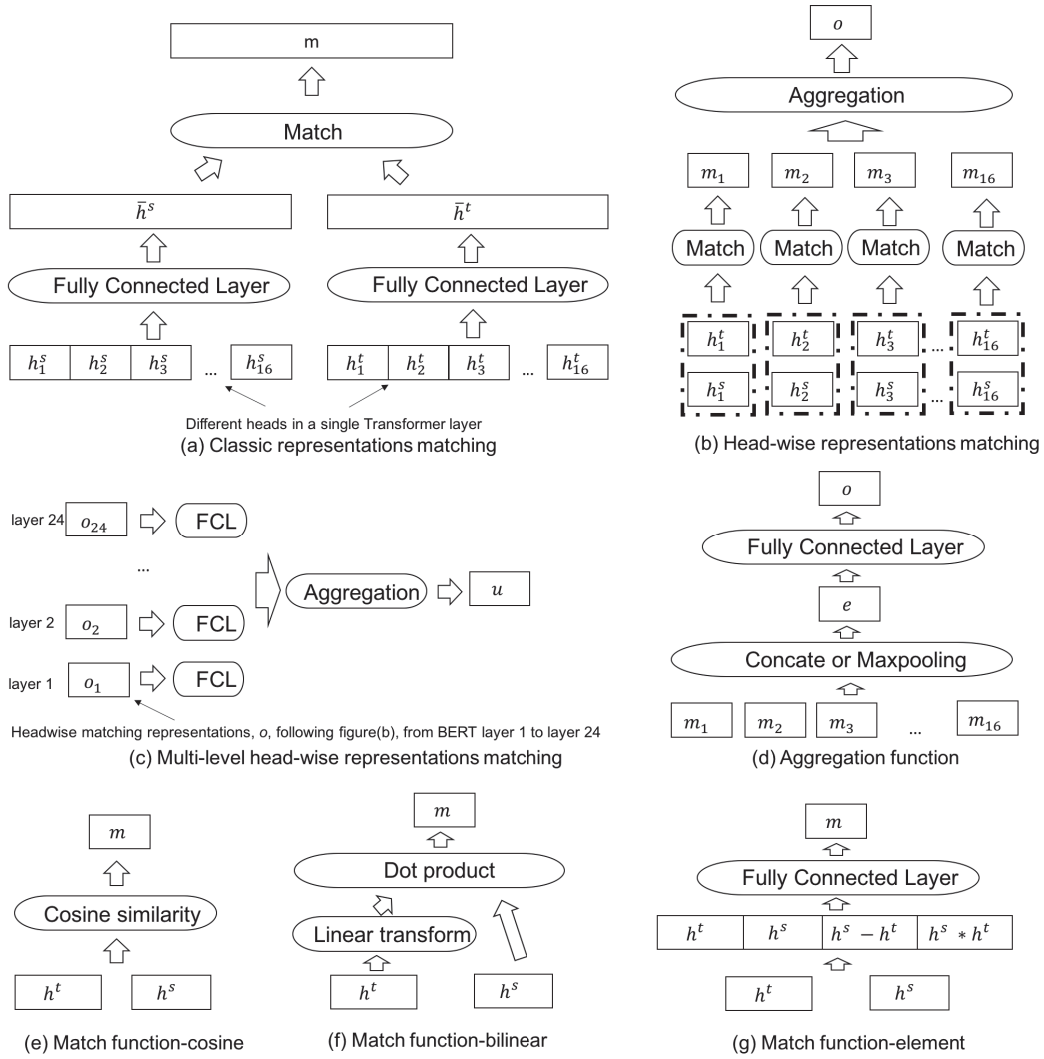 m
Match
h̄ˢ h̄ᵗ
Fully Connected Layer Fully Connected Layer
h₁ˢ h₂ˢ h₃ˢ ... h₁₆ˢ h₁ᵗ h₂ᵗ h₃ᵗ ... h₁₆ᵗ
Different heads in a single Transformer layer
(a) Classic representations matching
o
Aggregation
m₁ m₂ m₃ m₁₆
Match Match Match Match
h₁ᵗ h₂ᵗ h₃ᵗ ... h₁₆ᵗ
h₁ˢ h₂ˢ h₃ˢ ... h₁₆ˢ
(b) Head-wise representations matching
layer 24 o₂₄ FCL
...
Aggregation u
layer 2 o₂ FCL
layer 1 o₁ FCL
Headwise matching representations, o, following figure(b), from BERT layer 1 to layer 24
(c) Multi-level head-wise representations matching
o
Fully Connected Layer
e
Concate or Maxpooling
m₁ m₂ m₃ ... m₁₆
(d) Aggregation function
m
Cosine similarity
hᵗ hˢ
(e) Match function-cosine
m
Dot product
Linear transform
hᵗ hˢ
(f) Match function-bilinear
m
Fully Connected Layer
hᵗ hˢ hˢ − hᵗ hˢ * hᵗ
hᵗ hˢ
(g) Match function-element